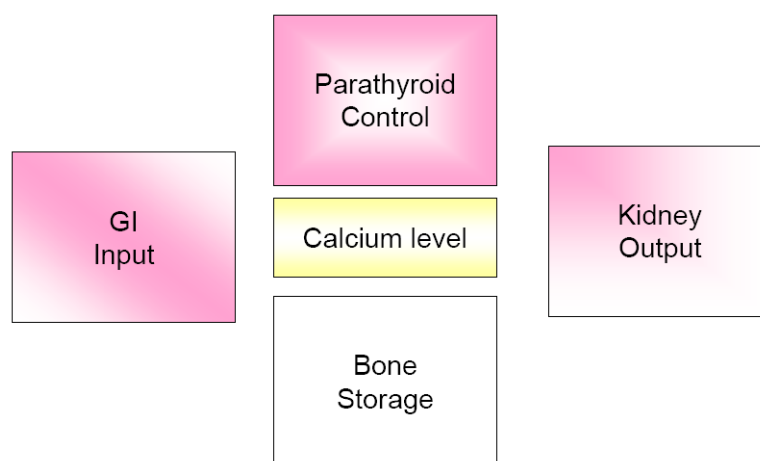 Parathyroid
Control
GI
Input
Calcium level
Kidney
Output
Bone
Storage